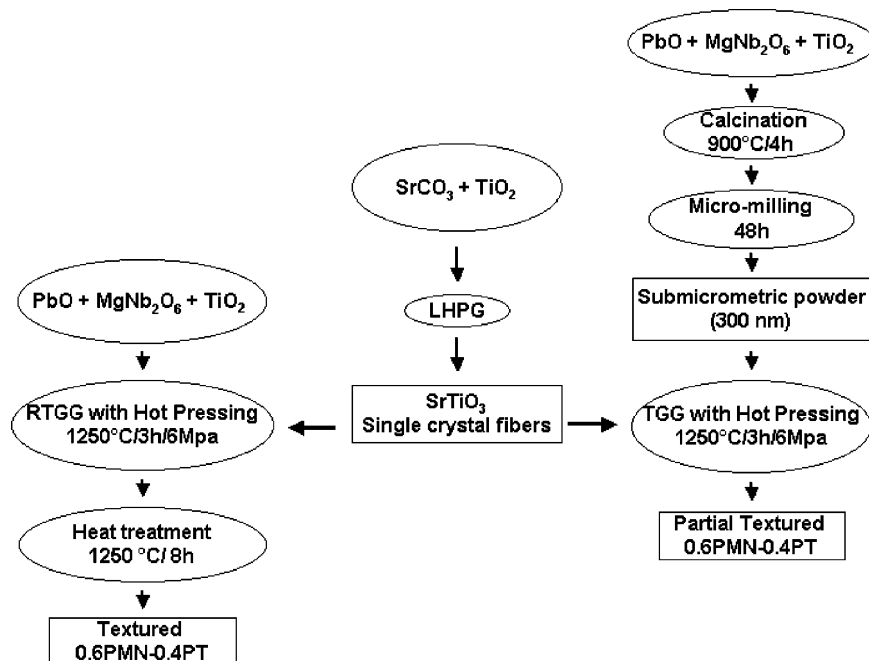 PbO + MgNb₂O₆ + TiO₂
RTGG with Hot Pressing
1250°C/3h/6Mpa
Heat treatment
1250 °C/ 8h
Textured
0.6PMN-0.4PT
SrCO₃ + TiO₂
LHPG
SrTiO₃
Single crystal fibers
PbO + MgNb₂O₆ + TiO₂
Calcination
900°C/4h
Micro-milling
48h
Submicrometric powder
(300 nm)
TGG with Hot Pressing
1250°C/3h/6Mpa
Partial Textured
0.6PMN-0.4PT